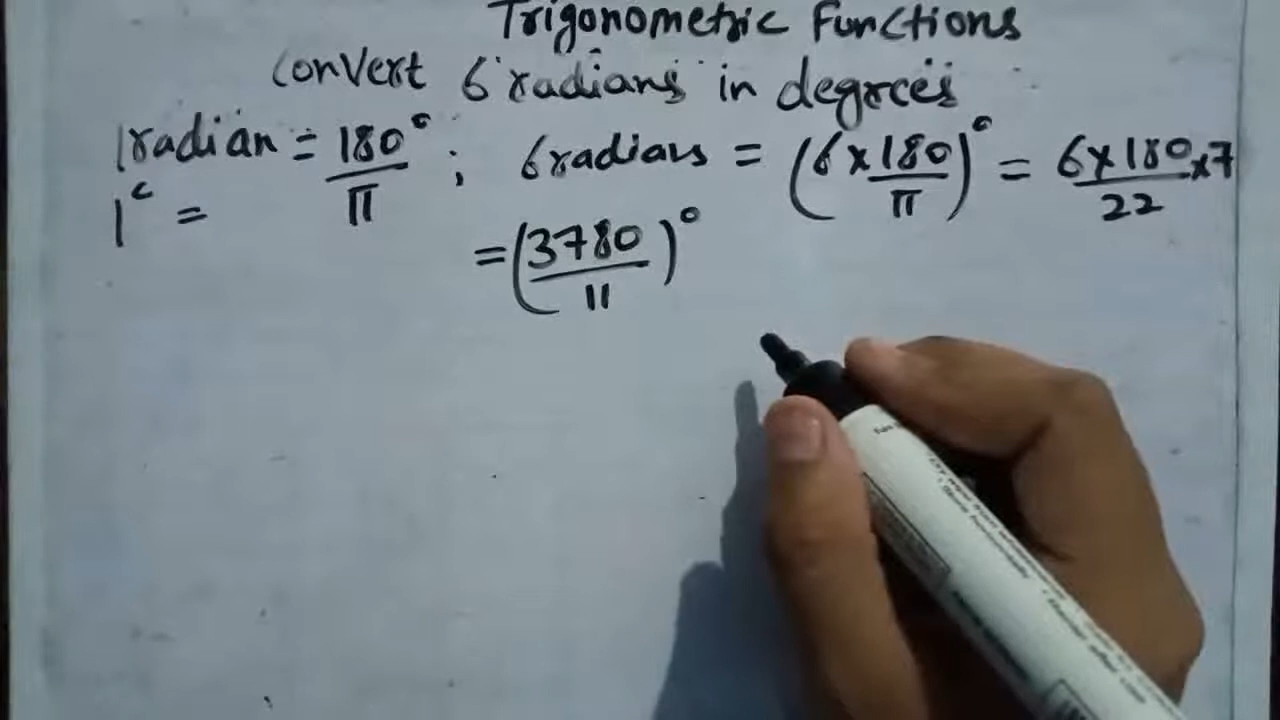 Trigonometric Functions
Convert 6 radians in degrees
1 radian = 180°/π ; 6 radians = (6 × 180/π)° = 6 × 180 × 7/22
1ᶜ =
= (3780/11)°